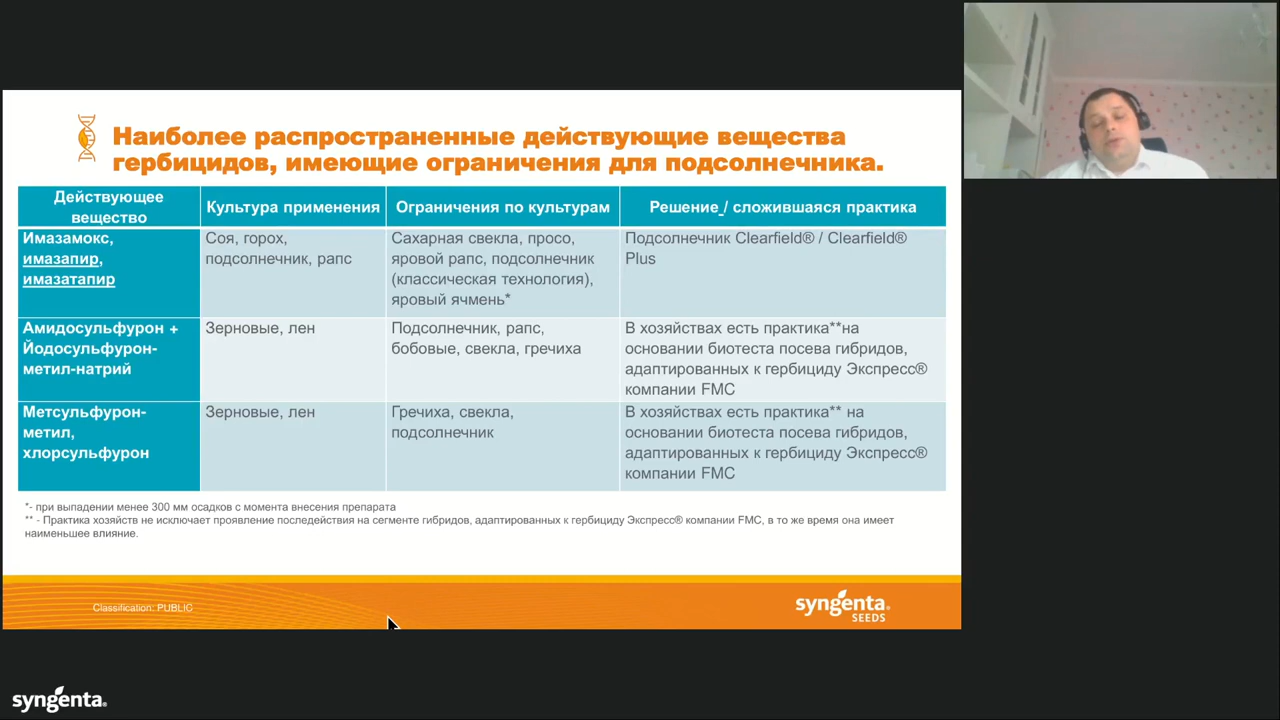 Наиболее распространенные действующие вещества
гербицидов, имеющие ограничения для подсолнечника.
Действующее
вещество
Культура применения
Ограничения по культурам
Решение / сложившаяся практика
Имазамокс,
имазапир,
имазатапир
Соя, горох,
подсолнечник, рапс
Сахарная свекла, просо,
яровой рапс, подсолнечник
(классическая технология),
яровый ячмень*
Подсолнечник Clearfield® / Clearfield®
Plus
Амидосульфурон +
Йодосульфурон-
метил-натрий
Зерновые, лен
Подсолнечник, рапс,
бобовые, свекла, гречиха
В хозяйствах есть практика**на
основании биотеста посева гибридов,
адаптированных к гербициду Экспресс®
компании FMC
Метсульфурон-
метил,
хлорсульфурон
Зерновые, лен
Гречиха, свекла,
подсолнечник
В хозяйствах есть практика** на
основании биотеста посева гибридов,
адаптированных к гербициду Экспресс®
компании FMC
*- при выпадении менее 300 мм осадков с момента внесения препарата
** - Практика хозяйств не исключает проявление последействия на сегменте гибридов, адаптированных к гербициду Экспресс® компании FMC, в то же время она имеет
наименьшее влияние.
Classification: PUBLIC
syngenta®
SEEDS
syngenta®